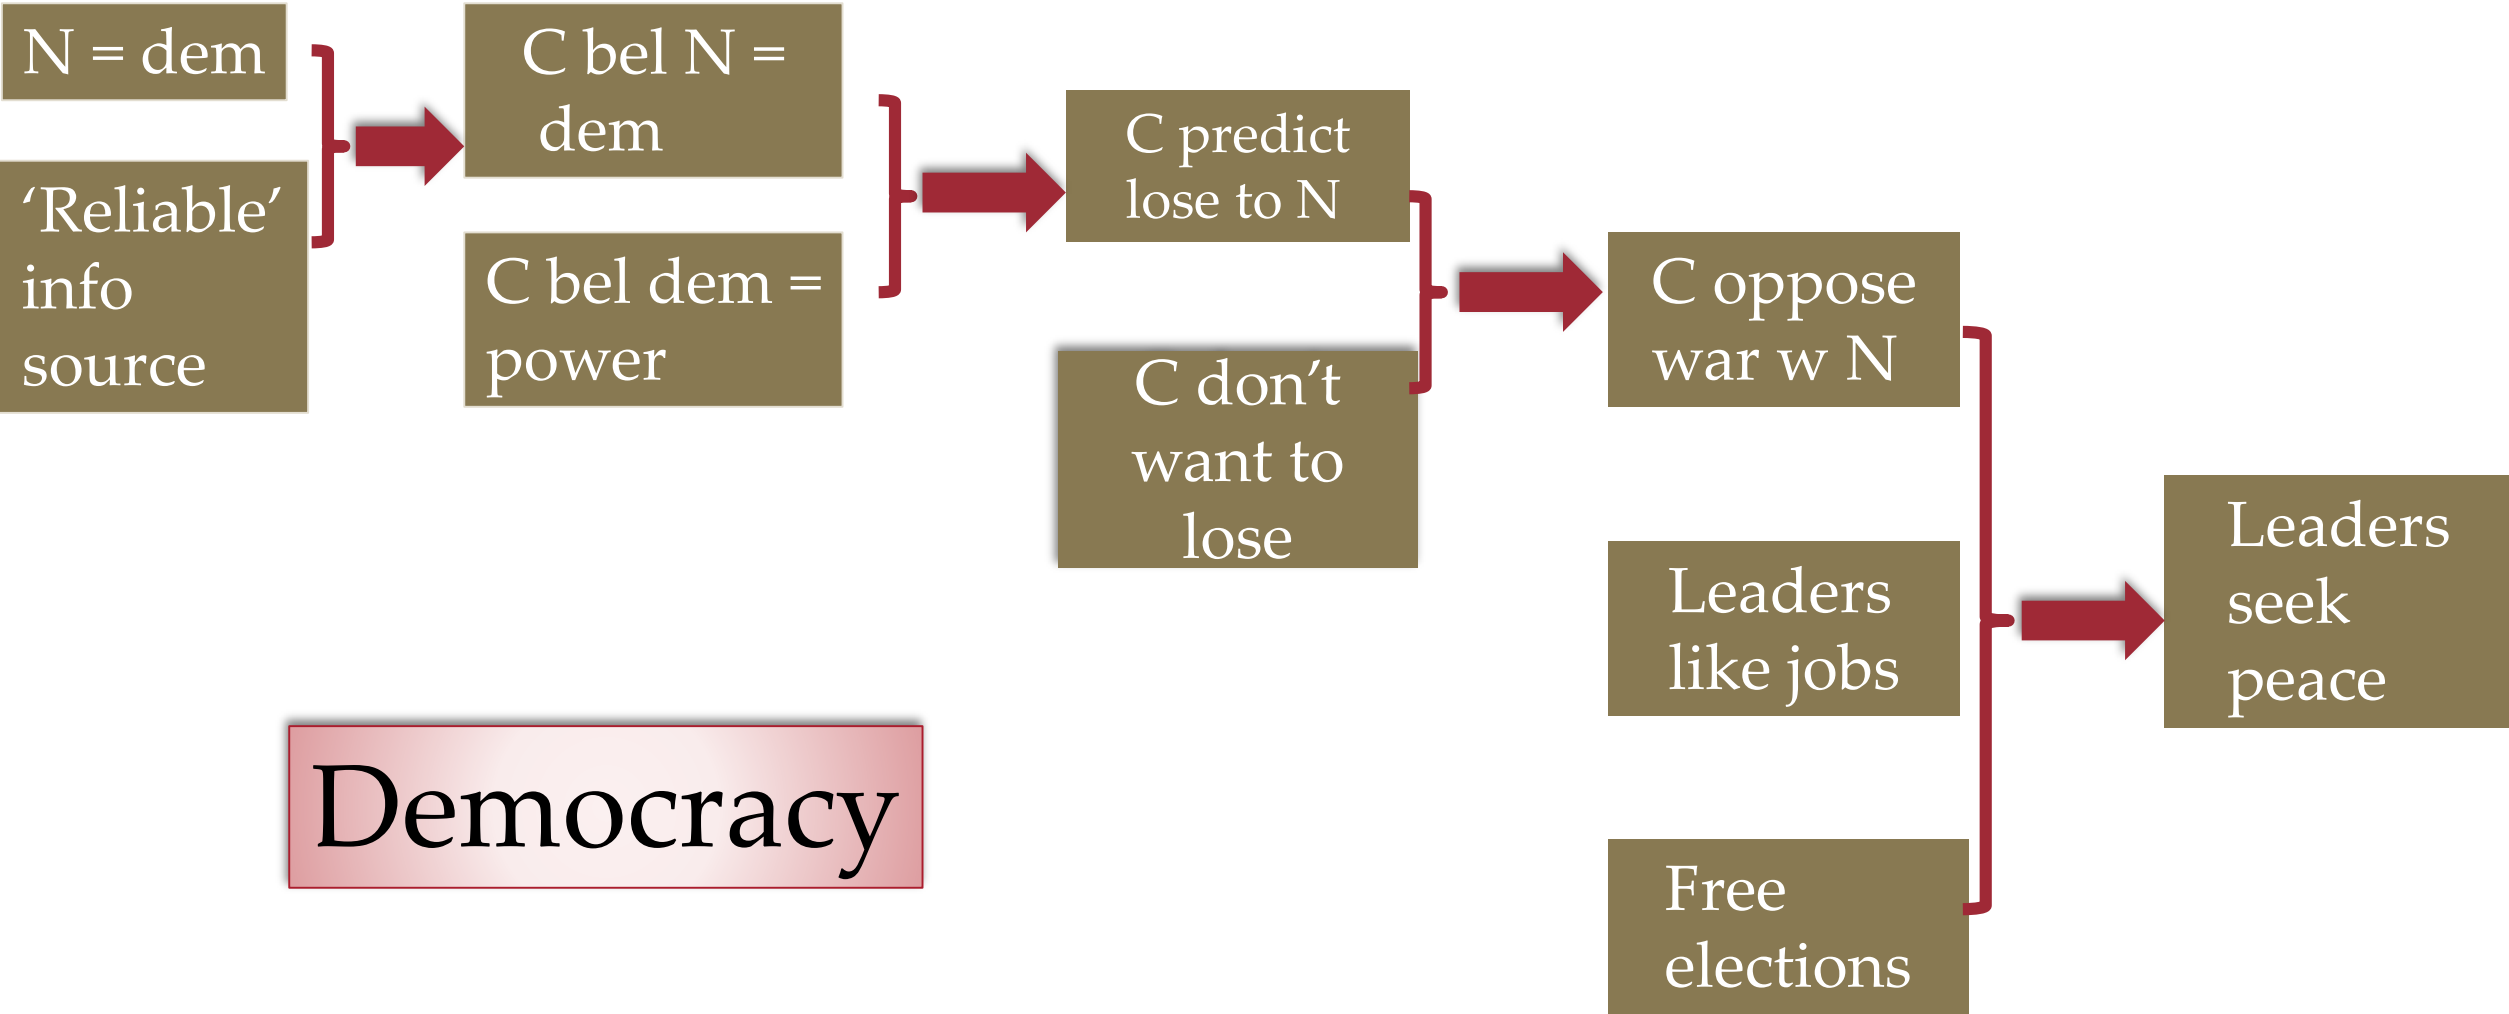 N = dem
‘Reliable’
info
source
C bel N =
dem
C bel dem =
power
C predict
lose to N
C don’t
want to
lose
C oppose
war w N
Leaders
like jobs
Free
elections
Leaders
seek
peace
Democracy